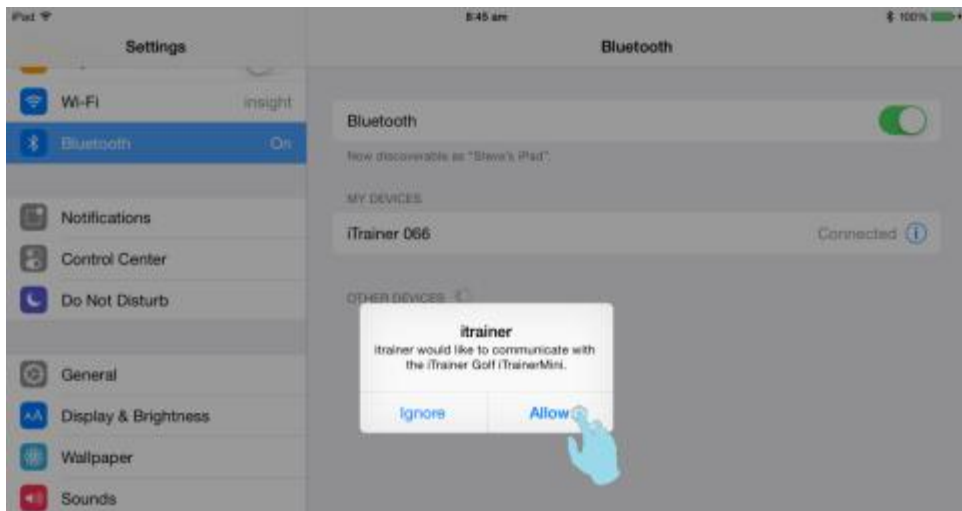 iPad
8:45 am
100%
Settings
Bluetooth
Wi-Fi
insight
Bluetooth
On
Notifications
Control Center
Do Not Disturb
General
Display & Brightness
Wallpaper
Sounds
Bluetooth
Now discoverable as "Steve's iPad".
MY DEVICES
iTrainer 066
Connected
OTHER DEVICES
itrainer
itrainer would like to communicate with
the iTrainer Golf iTrainerMini.
Ignore
Allow